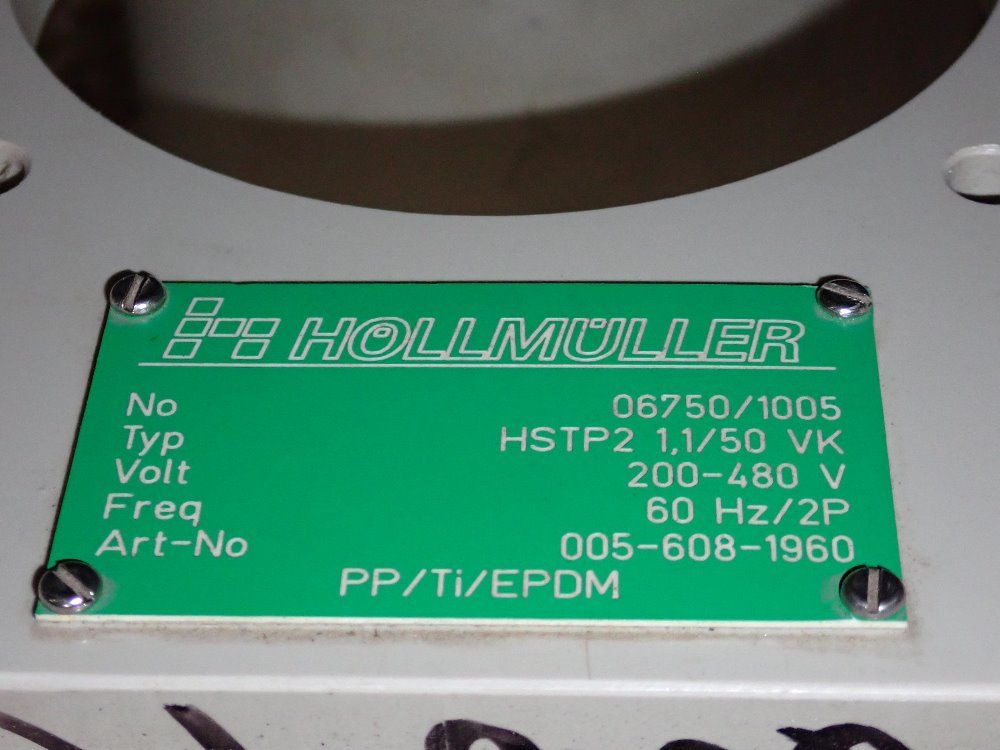 HÖLLMÜLLER
No 06750/1005
Typ HSTP2 1,1/50 VK
Volt 200-480 V
Freq 60 Hz/2P
Art-No 005-608-1960
PP/Ti/EPDM